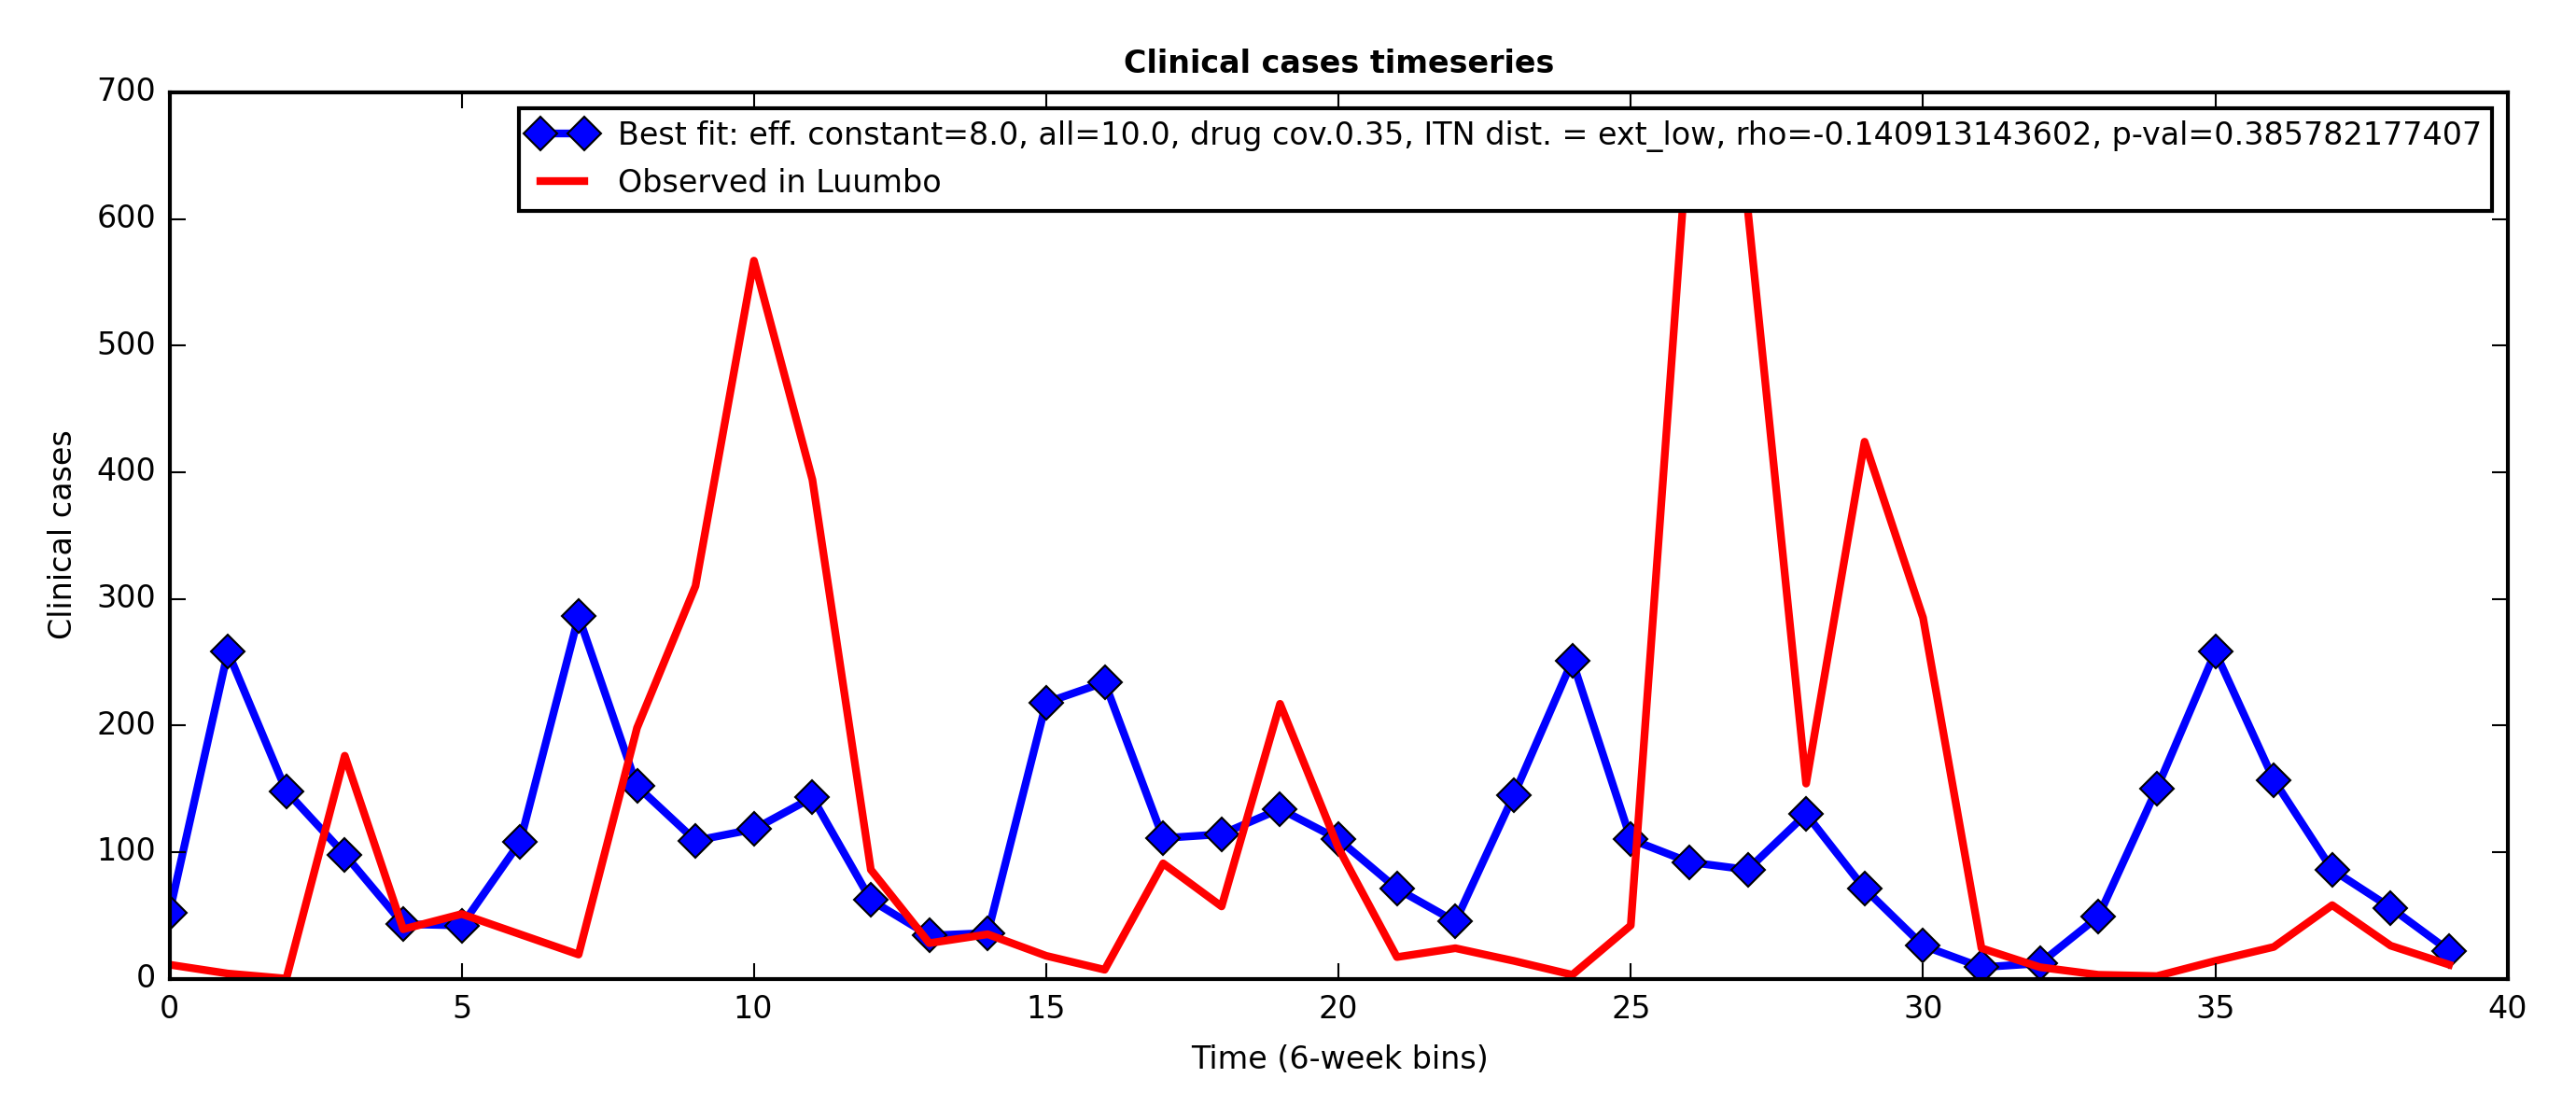 Clinical cases timeseries
700
600
500
400
300
200
100
0
Clinical cases
Best fit: eff. constant=8.0, all=10.0, drug cov.0.35, ITN dist. = ext_low, rho=-0.140913143602, p-val=0.385782177407
Observed in Luumbo
0 5 10 15 20 25 30 35 40
Time (6-week bins)